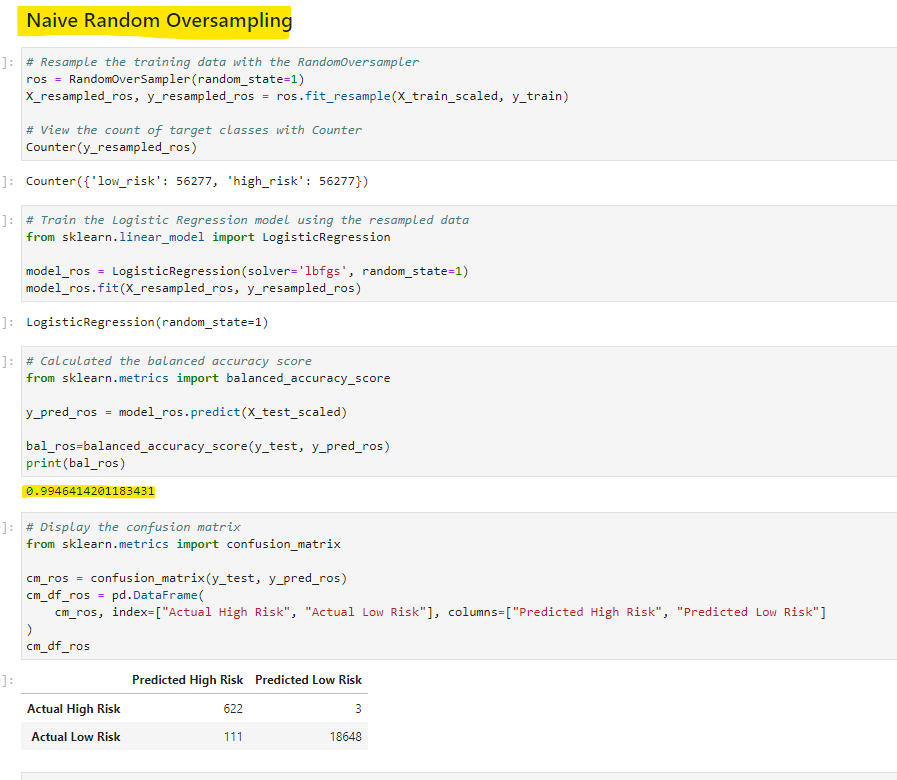 Naive Random Oversampling
]: # Resample the training data with the RandomOversampler
ros = RandomOverSampler(random_state=1)
X_resampled_ros, y_resampled_ros = ros.fit_resample(X_train_scaled, y_train)
# View the count of target classes with Counter
Counter(y_resampled_ros)
]: Counter({'low_risk': 56277, 'high_risk': 56277})
]: # Train the Logistic Regression model using the resampled data
from sklearn.linear_model import LogisticRegression
model_ros = LogisticRegression(solver='lbfgs', random_state=1)
model_ros.fit(X_resampled_ros, y_resampled_ros)
]: LogisticRegression(random_state=1)
]: # Calculated the balanced accuracy score
from sklearn.metrics import balanced_accuracy_score
y_pred_ros = model_ros.predict(X_test_scaled)
bal_ros=balanced_accuracy_score(y_test, y_pred_ros)
print(bal_ros)
0.9946414201183431
]: # Display the confusion matrix
from sklearn.metrics import confusion_matrix
cm_ros = confusion_matrix(y_test, y_pred_ros)
cm_df_ros = pd.DataFrame(
cm_ros, index=["Actual High Risk", "Actual Low Risk"], columns=["Predicted High Risk", "Predicted Low Risk"]
)
cm_df_ros
]: Predicted High Risk Predicted Low Risk
Actual High Risk 622 3
Actual Low Risk 111 18648